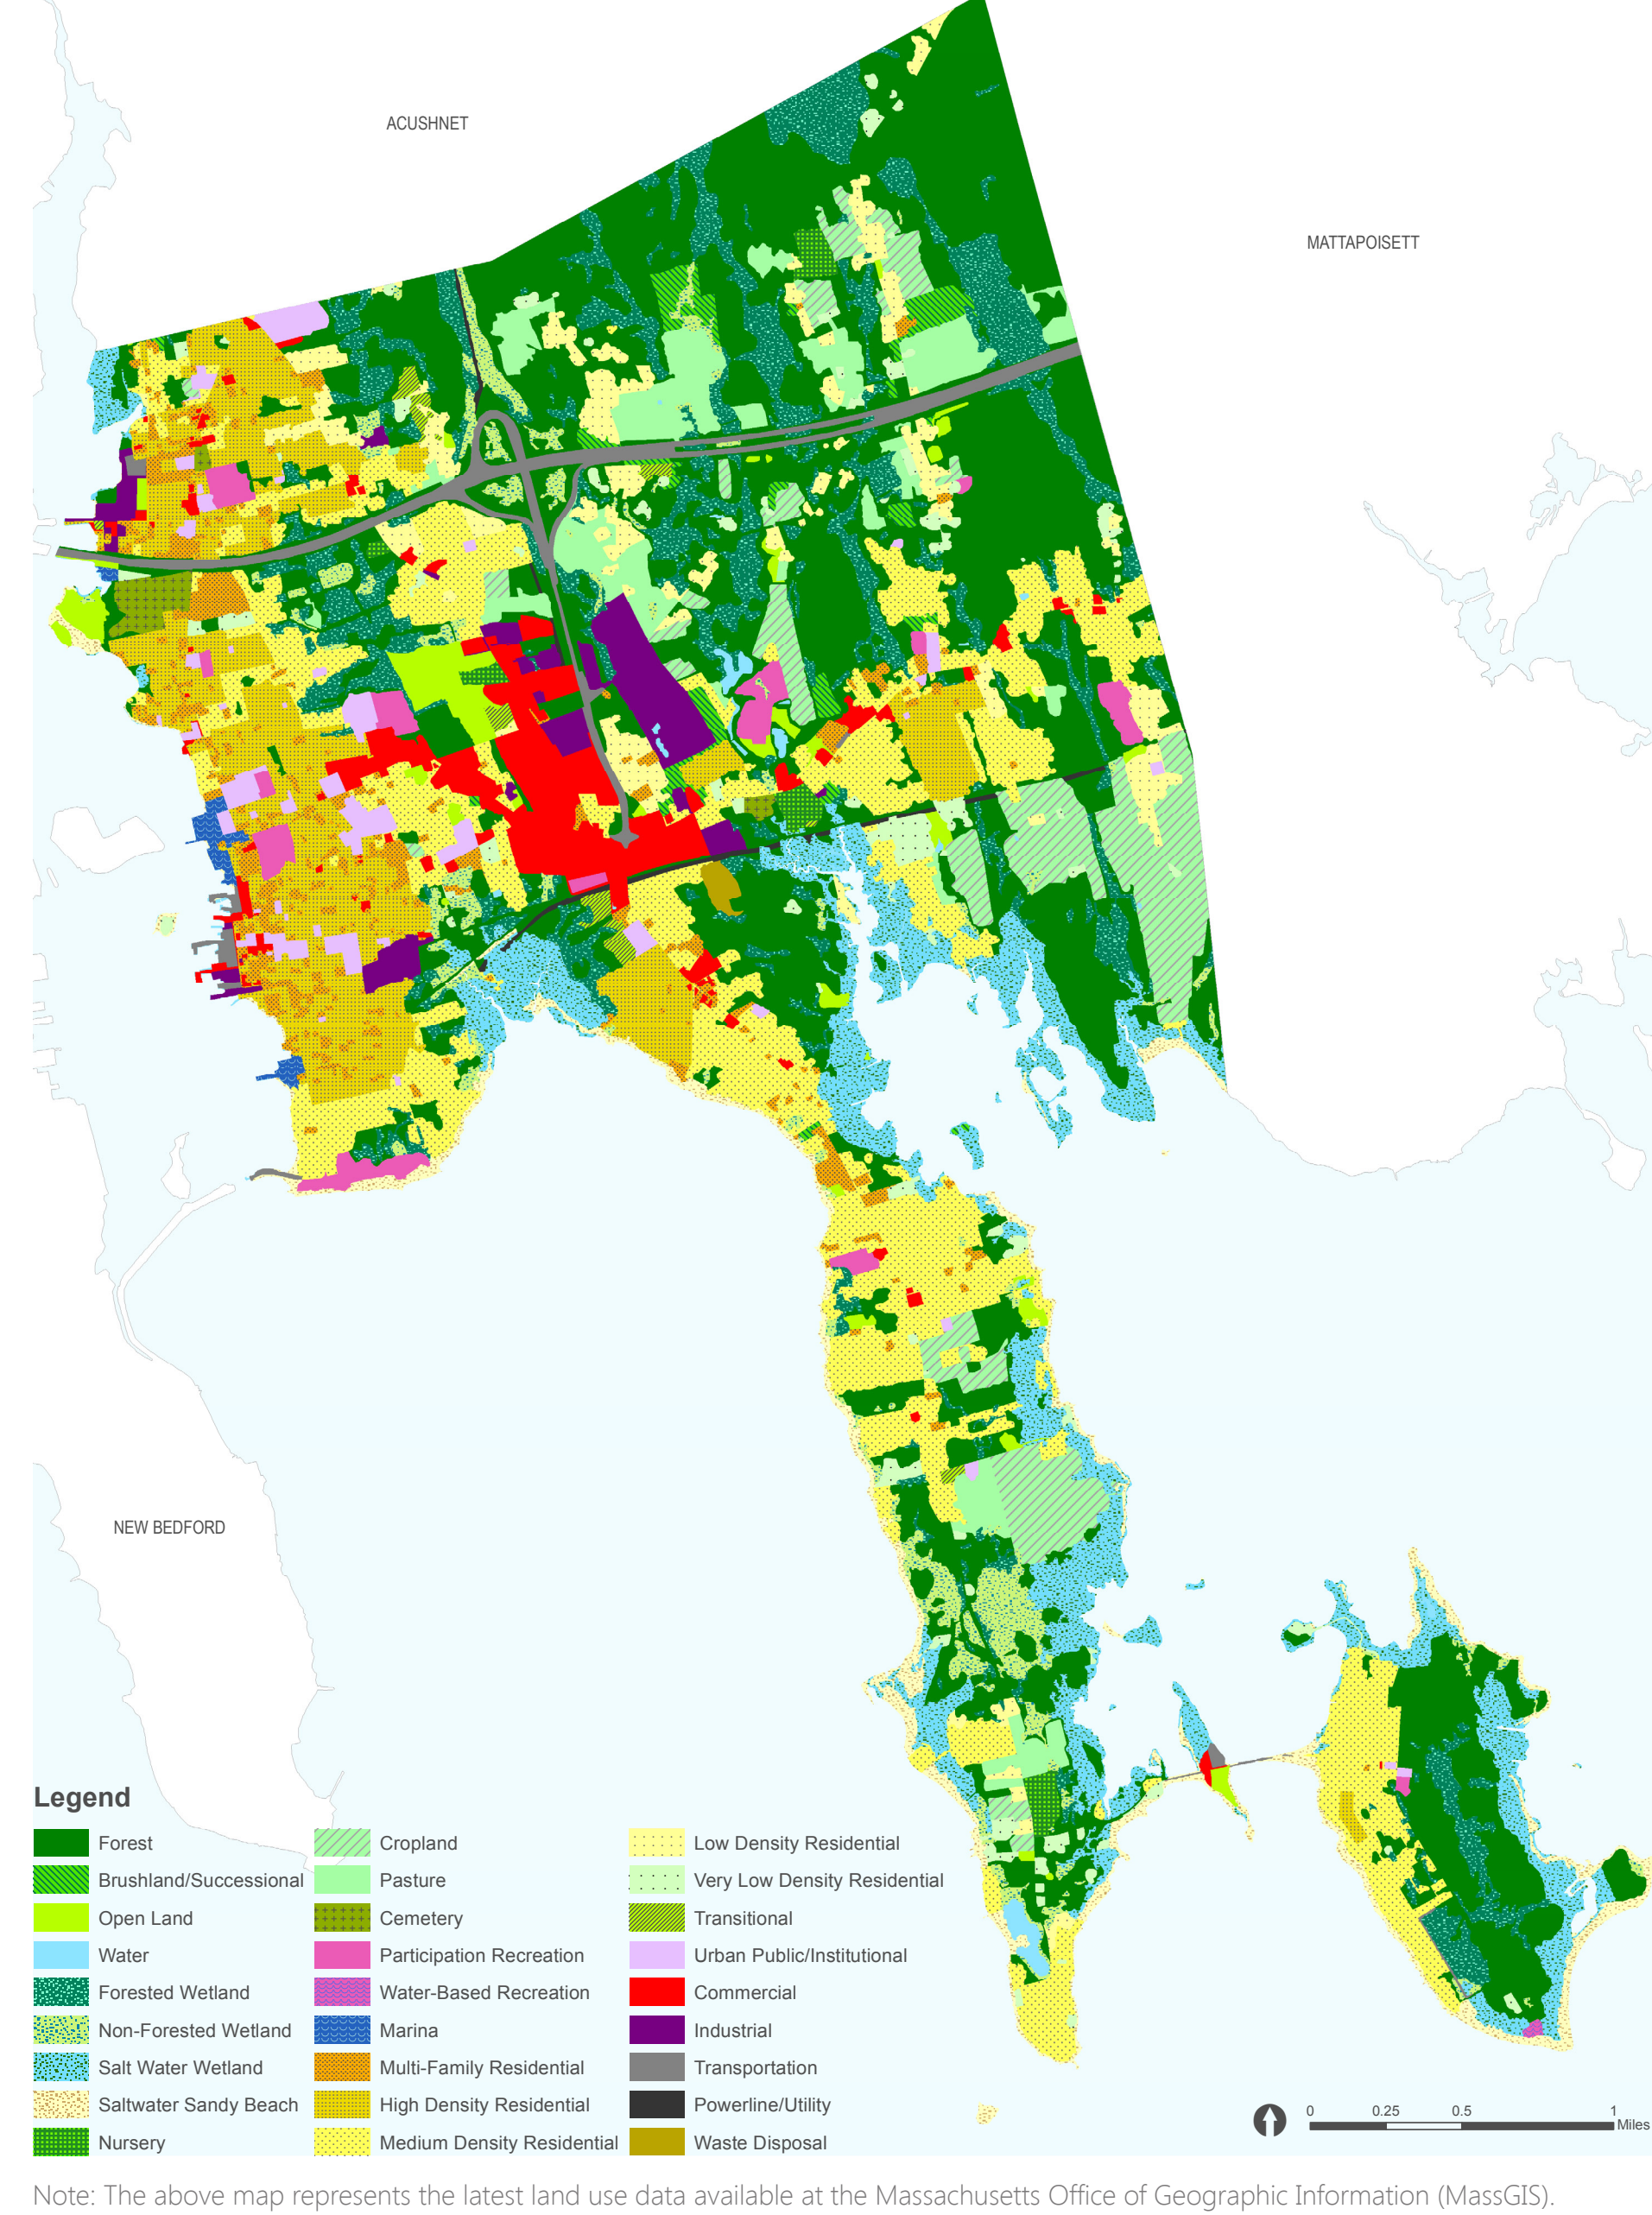 ACUSHNET
MATTAPOISETT
NEW BEDFORD
Legend
Forest
Brushland/Successional
Open Land
Water
Forested Wetland
Non-Forested Wetland
Salt Water Wetland
Saltwater Sandy Beach
Nursery
Cropland
Pasture
Cemetery
Participation Recreation
Water-Based Recreation
Marina
Multi-Family Residential
High Density Residential
Medium Density Residential
Low Density Residential
Very Low Density Residential
Transitional
Urban Public/Institutional
Commercial
Industrial
Transportation
Powerline/Utility
Waste Disposal
0 0.25 0.5 1
Miles
Note: The above map represents the latest land use data available at the Massachusetts Office of Geographic Information (MassGIS).